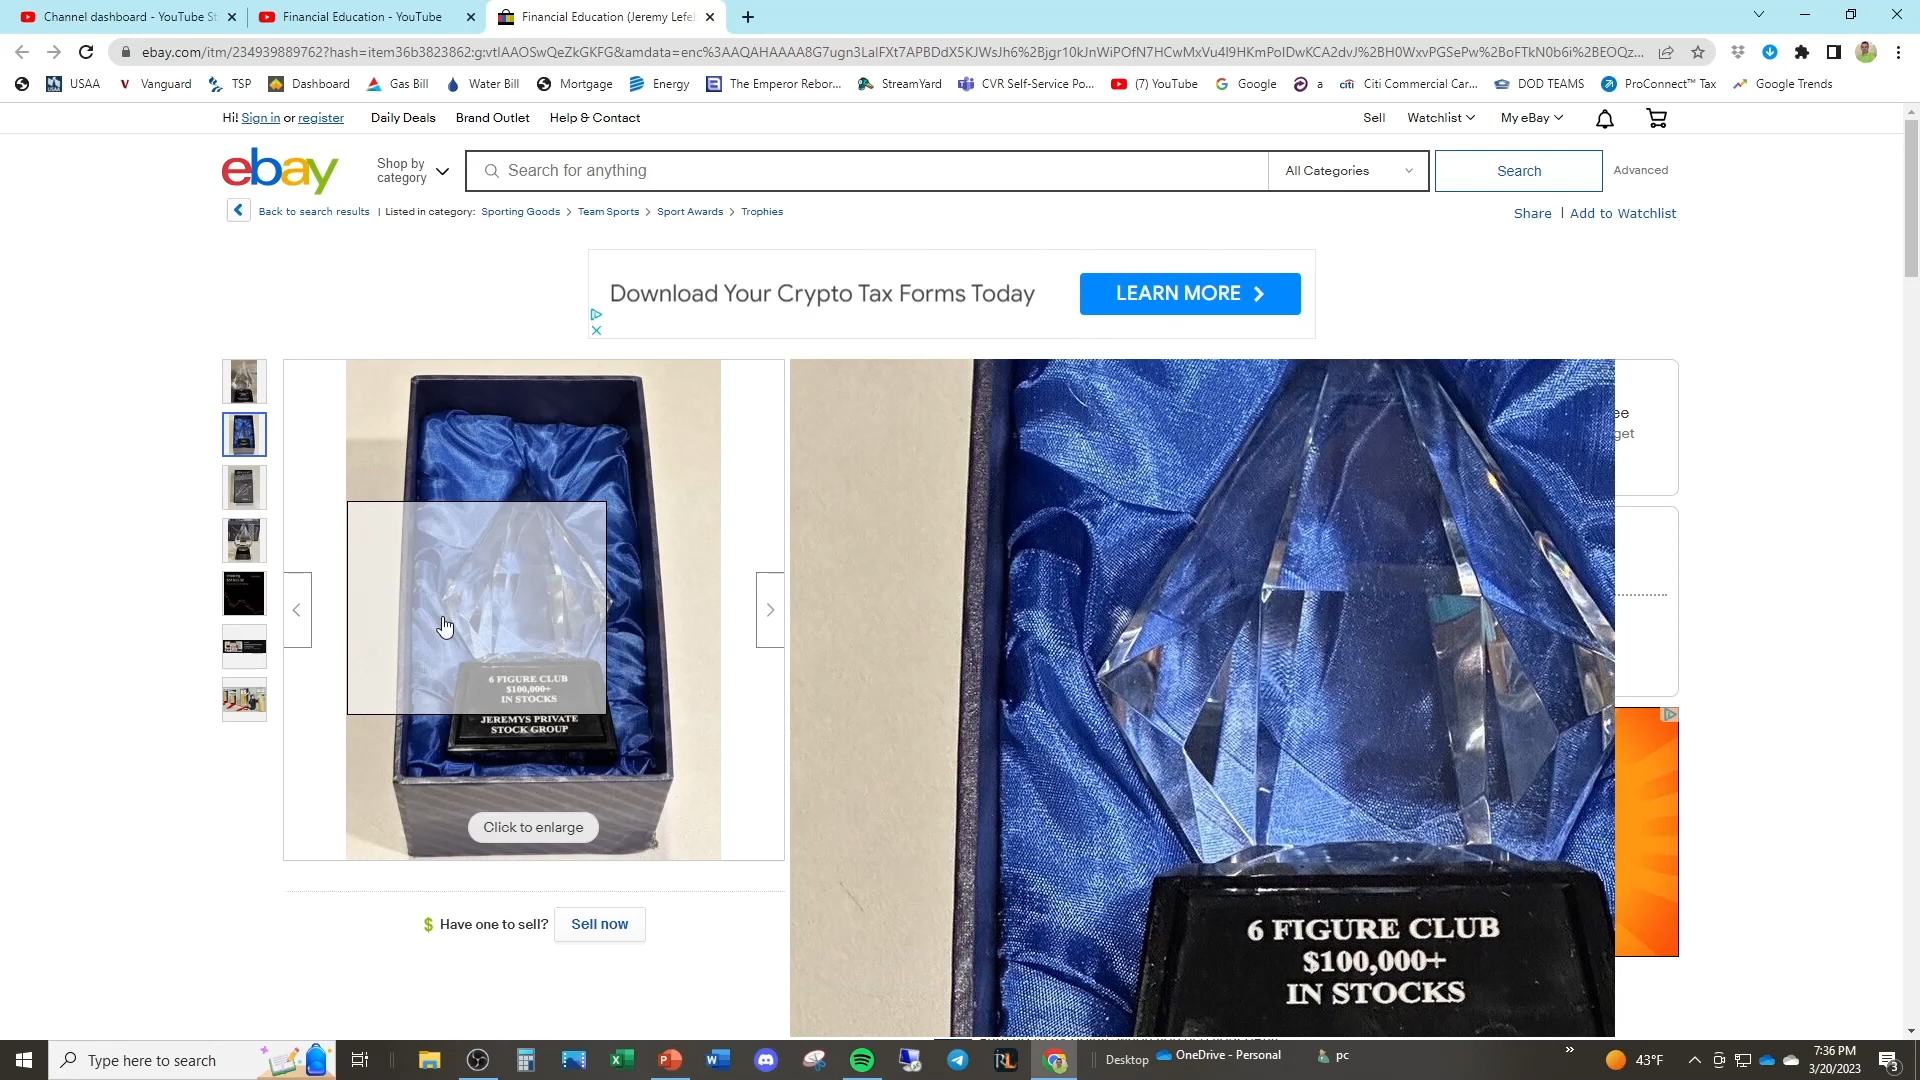 Channel dashboard - YouTube St
Financial Education - YouTube
Financial Education (Jeremy Lefe
ebay.com/itm/234939889762?hash=item36b3823862:g:vtIAAOSwQeZkGKFG&amdata=enc%3AAQAHAAAA8G7ugn3LaIFXt7APBDdX5KJWsJh6%2Bjgr10kJnWiPOfN7HCwMxVu4I9HKmPoIDwKCA2dvJ%2BH0WxvPGSePw%2BoFTkN0b6i%2BEOQz...
USAA
Vanguard
TSP
Dashboard
Gas Bill
Water Bill
Mortgage
Energy
The Emperor Rebor...
StreamYard
CVR Self-Service Po...
(7) YouTube
Google
a
citi
Citi Commercial Car...
DOD TEAMS
ProConnect™ Tax
Google Trends
Hi! Sign in or register
Daily Deals
Brand Outlet
Help & Contact
Sell
Watchlist
My eBay
ebay
Shop by
category
Search for anything
All Categories
Search
Advanced
Back to search results | Listed in category: Sporting Goods > Team Sports > Sport Awards > Trophies
Share | Add to Watchlist
Download Your Crypto Tax Forms Today
LEARN MORE >
ee
get
6 FIGURE CLUB
$100,000+
IN STOCKS
JEREMYS PRIVATE
STOCK GROUP
Click to enlarge
6 FIGURE CLUB
$100,000+
IN STOCKS
$ Have one to sell?
Sell now
Type here to search
RL
Desktop
OneDrive - Personal
pc
43°F
7:36 PM
3/20/2023
3